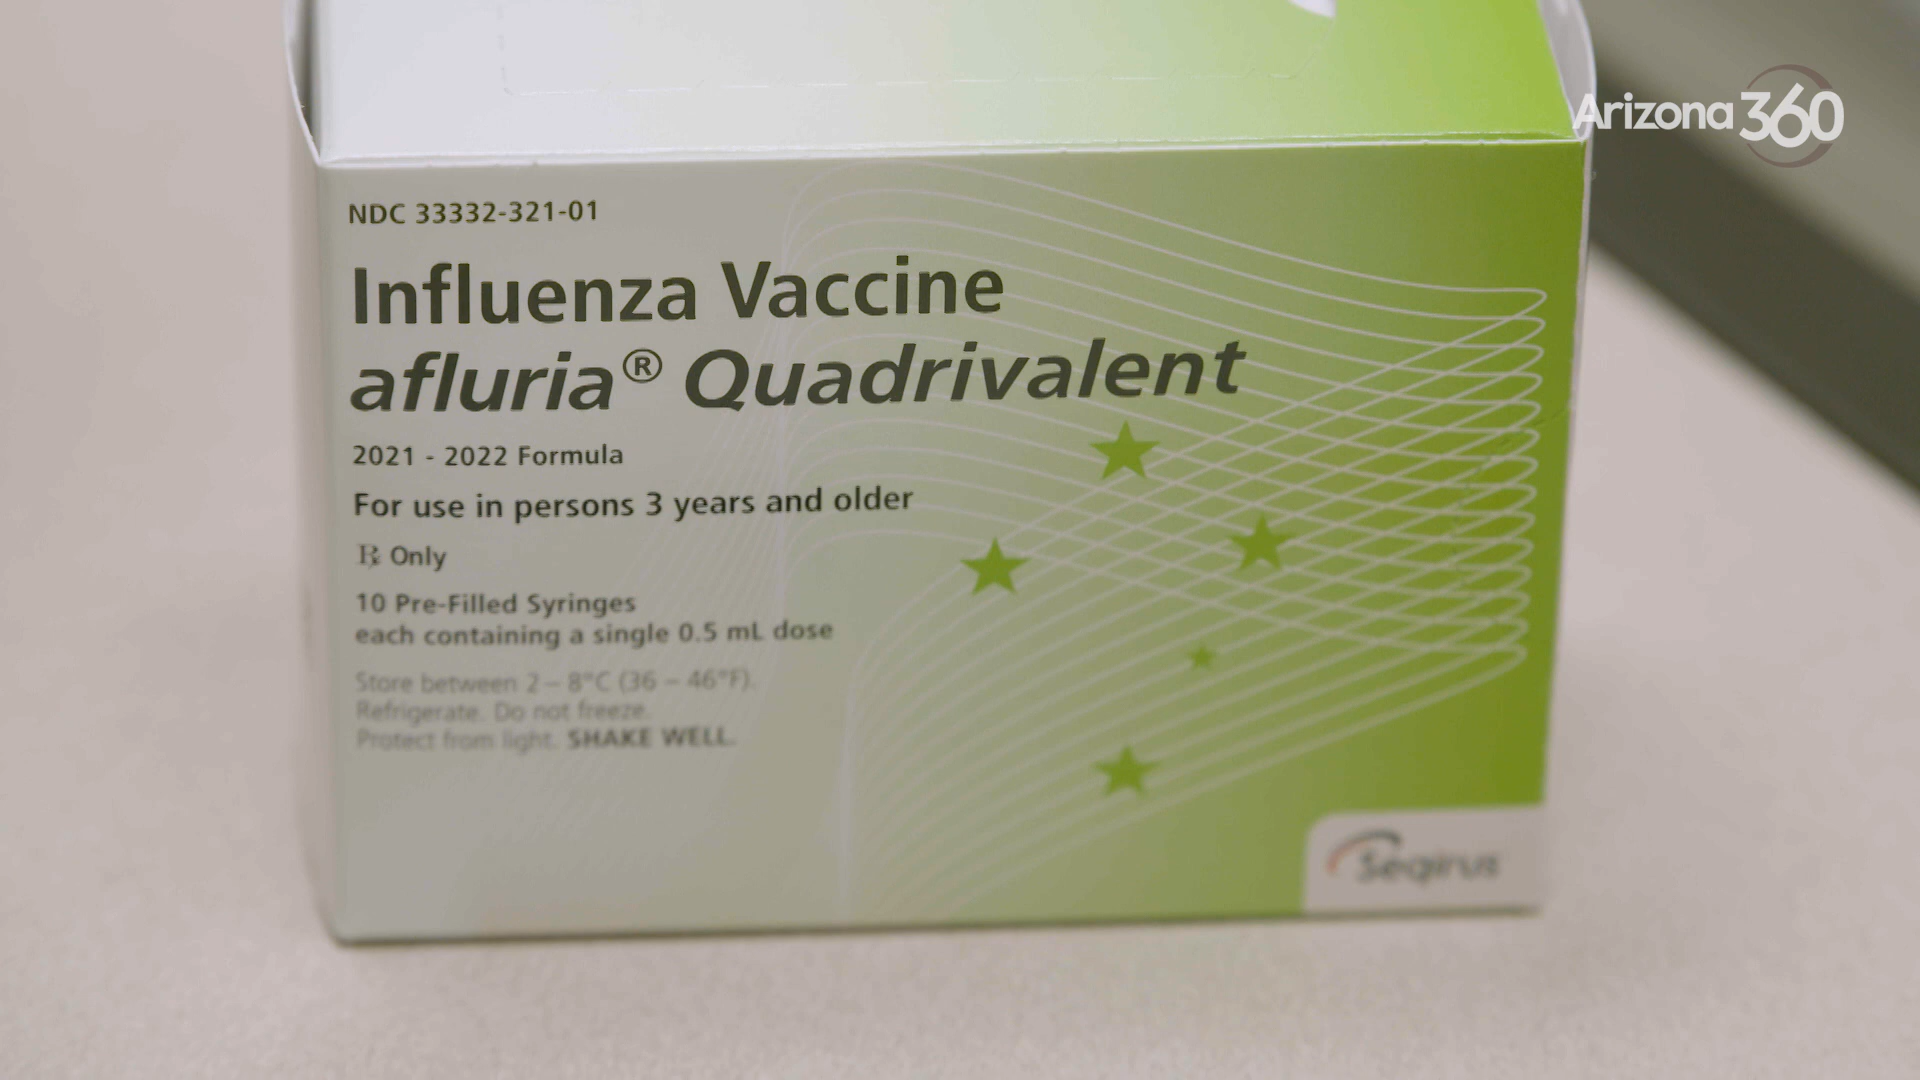 Arizona 360
NDC 33332-321-01
Influenza Vaccine
afluria® Quadrivalent
2021 - 2022 Formula
For use in persons 3 years and older
℞ Only
10 Pre-Filled Syringes
each containing a single 0.5 mL dose
Store between 2 – 8°C (36 – 46°F).
Refrigerate. Do not freeze.
Protect from light. SHAKE WELL.
Seqirus